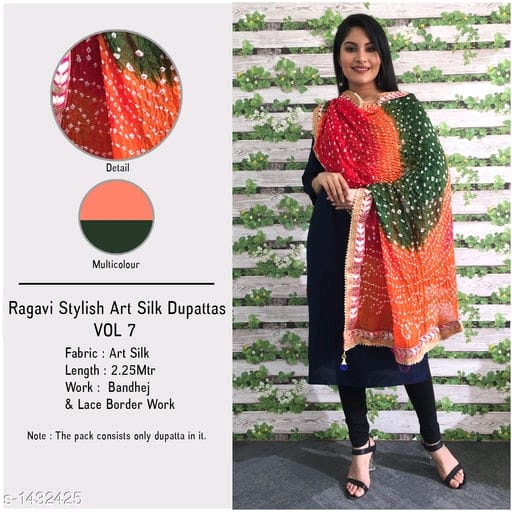 Detail
Multicolour
Ragavi Stylish Art Silk Dupattas
VOL 7
Fabric : Art Silk
Length : 2.25Mtr
Work : Bandhej
& Lace Border Work
Note : The pack consists only dupatta in it.
s-1432425